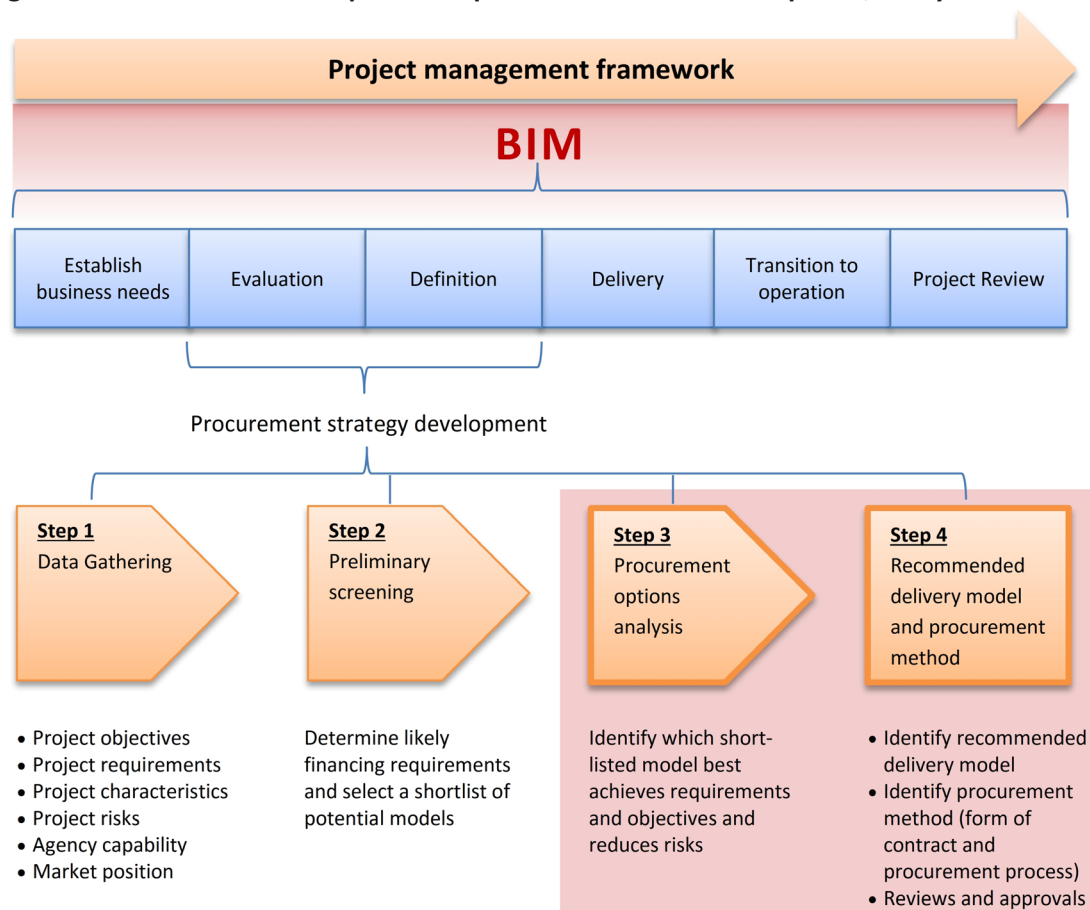 Project management framework
BIM
Establish
business needs
Evaluation
Definition
Delivery
Transition to
operation
Project Review
Procurement strategy development
Step 1
Data Gathering
Step 2
Preliminary
screening
Step 3
Procurement
options
analysis
Step 4
Recommended
delivery model
and procurement
method
• Project objectives
• Project requirements
• Project characteristics
• Project risks
• Agency capability
• Market position
Determine likely
financing requirements
and select a shortlist of
potential models
Identify which short-
listed model best
achieves requirements
and objectives and
reduces risks
• Identify recommended
delivery model
• Identify procurement
method (form of
contract and
procurement process)
• Reviews and approvals